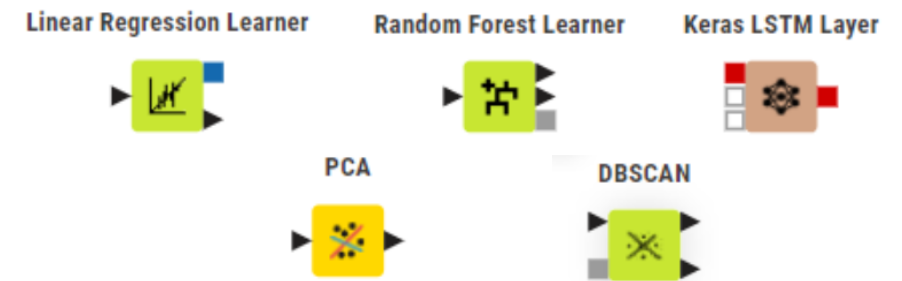 Linear Regression Learner
Random Forest Learner
Keras LSTM Layer
PCA
DBSCAN